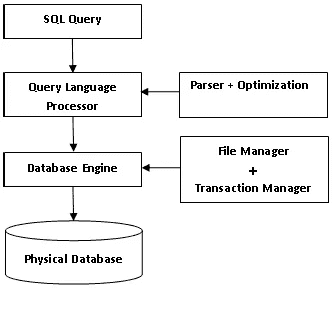 SQL Query
Query Language
Processor
Parser + Optimization
Database Engine
File Manager
+
Transaction Manager
Physical Database